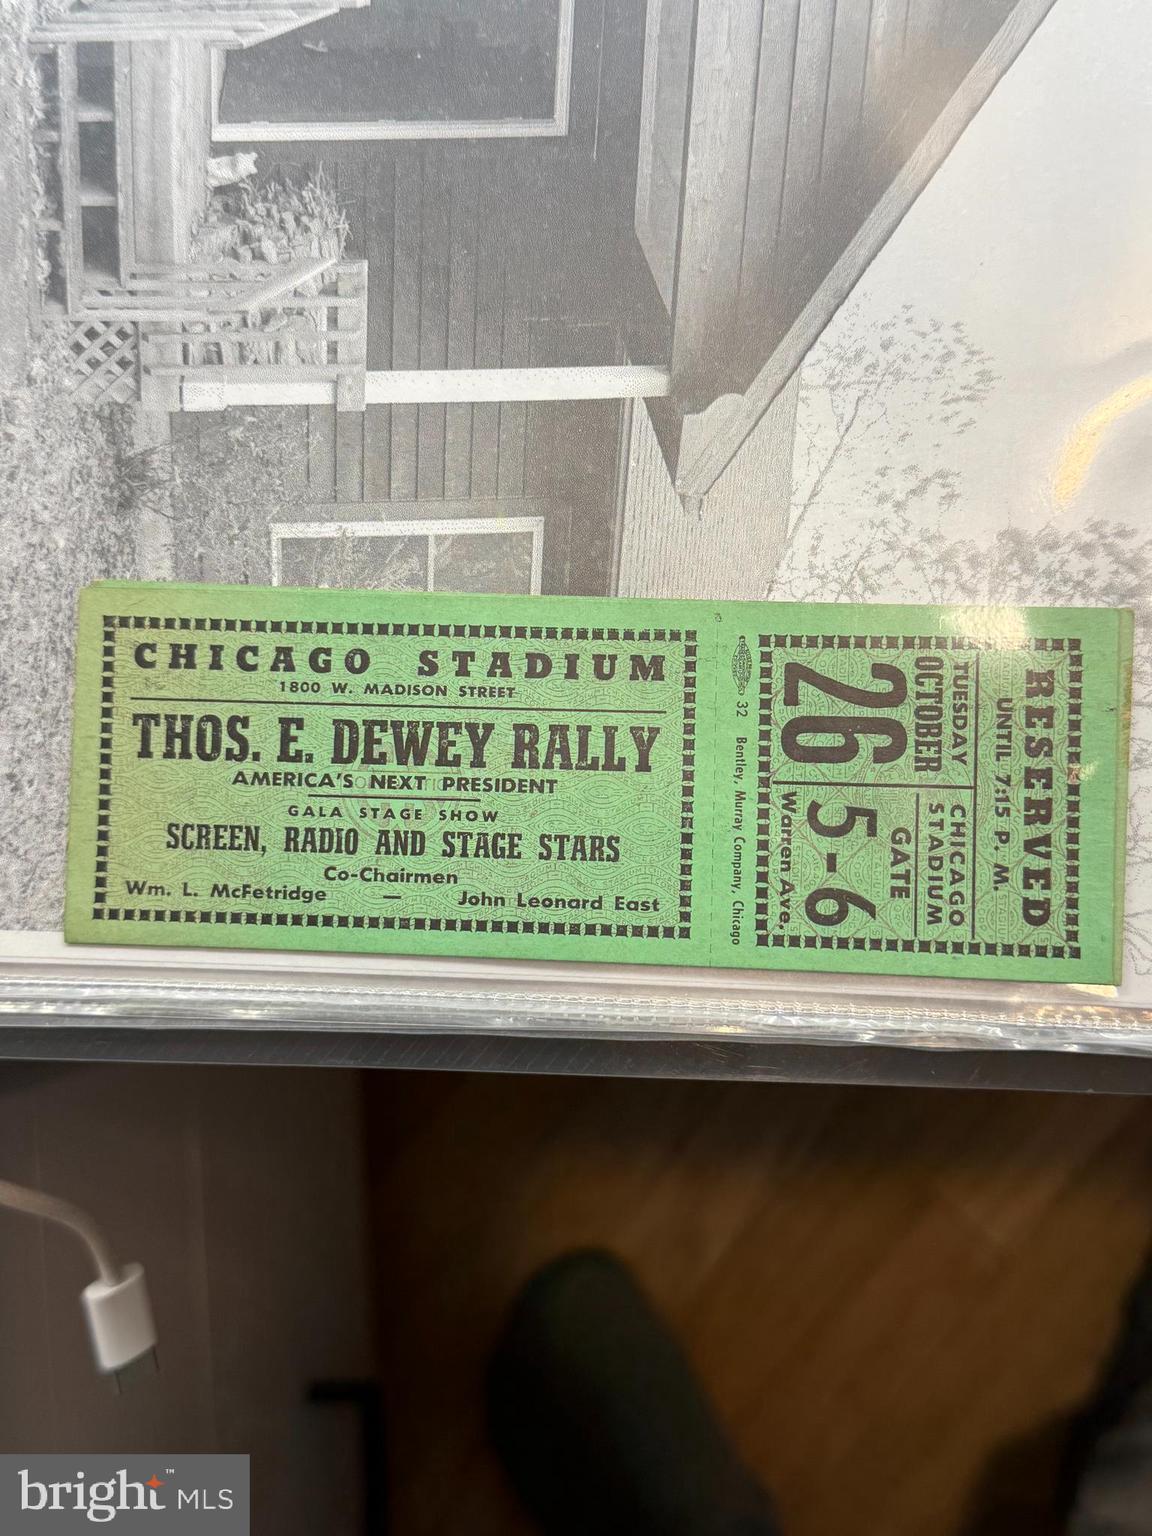 CHICAGO STADIUM
1800 W. MADISON STREET
THOS. E. DEWEY RALLY
AMERICA'S NEXT PRESIDENT
GALA STAGE SHOW
SCREEN, RADIO AND STAGE STARS
Co-Chairmen
Wm. L. McFetridge — John Leonard East
32 Bentley, Murray Company, Chicago
RESERVED
UNTIL 7:15 P. M.
TUESDAY
OCTOBER
26
CHICAGO
STADIUM
GATE
5-6
Warren Ave.
bright™ MLS